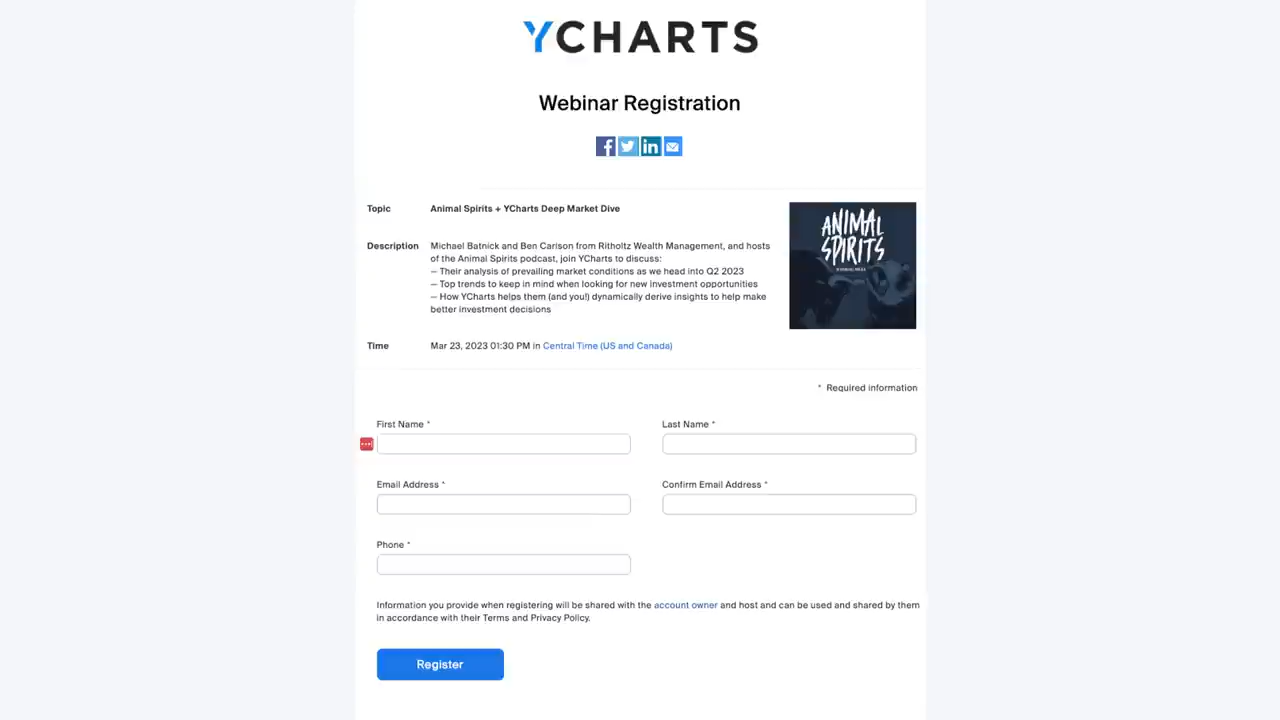 YCHARTS
Webinar Registration
Topic
Animal Spirits + YCharts Deep Market Dive
Description
Michael Batnick and Ben Carlson from Ritholtz Wealth Management, and hosts
of the Animal Spirits podcast, join YCharts to discuss:
— Their analysis of prevailing market conditions as we head into Q2 2023
— Top trends to keep in mind when looking for new investment opportunities
— How YCharts helps them (and you!) dynamically derive insights to help make
better investment decisions
ANIMAL
SPIRITS
Time
Mar 23, 2023 01:30 PM in Central Time (US and Canada)
* Required information
First Name *
Last Name *
Email Address *
Confirm Email Address *
Phone *
Information you provide when registering will be shared with the account owner and host and can be used and shared by them
in accordance with their Terms and Privacy Policy.
Register